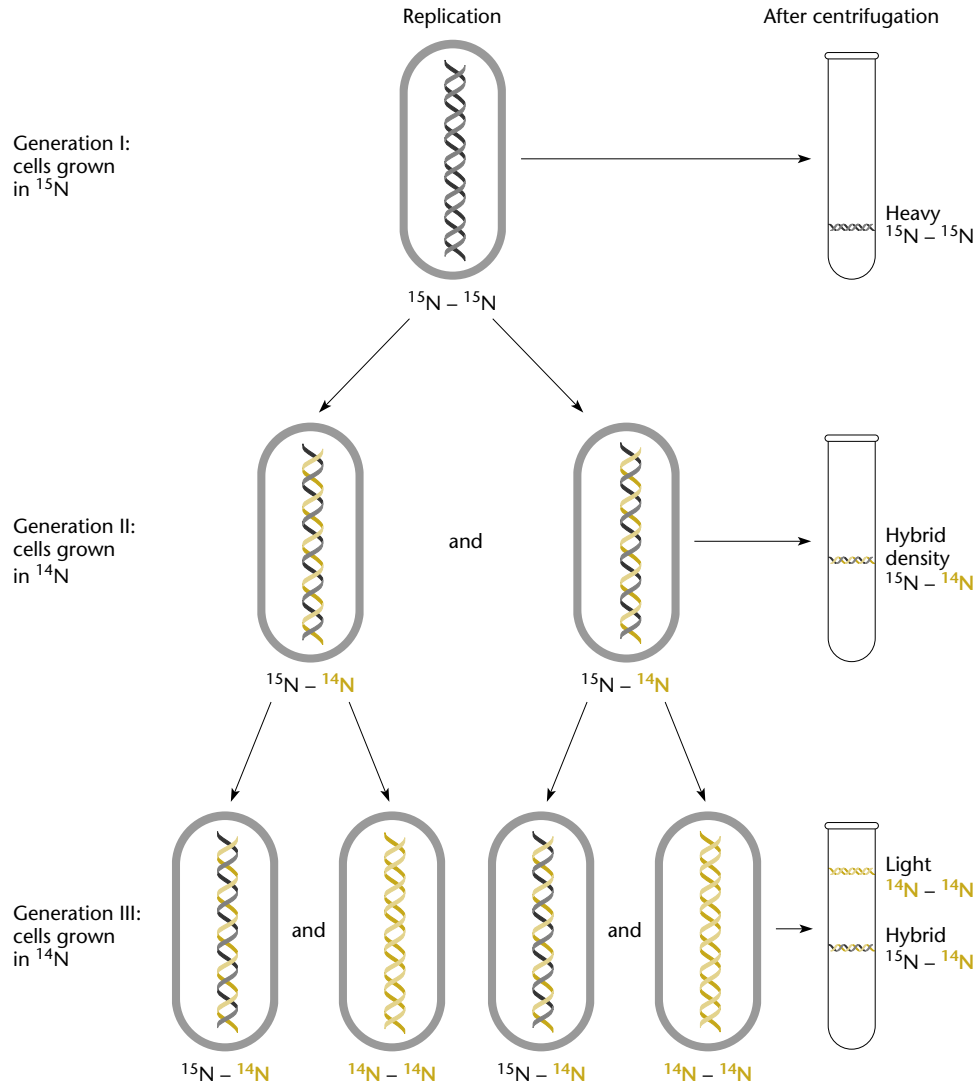 Replication
After centrifugation
Generation I:
cells grown
in ¹⁵N
Heavy
¹⁵N – ¹⁵N
¹⁵N – ¹⁵N
Generation II:
cells grown
in ¹⁴N
and
Hybrid
density
¹⁵N – ¹⁴N
¹⁵N – ¹⁴N
¹⁵N – ¹⁴N
Generation III:
cells grown
in ¹⁴N
and
and
Light
¹⁴N – ¹⁴N
Hybrid
¹⁵N – ¹⁴N
¹⁵N – ¹⁴N
¹⁴N – ¹⁴N
¹⁵N – ¹⁴N
¹⁴N – ¹⁴N